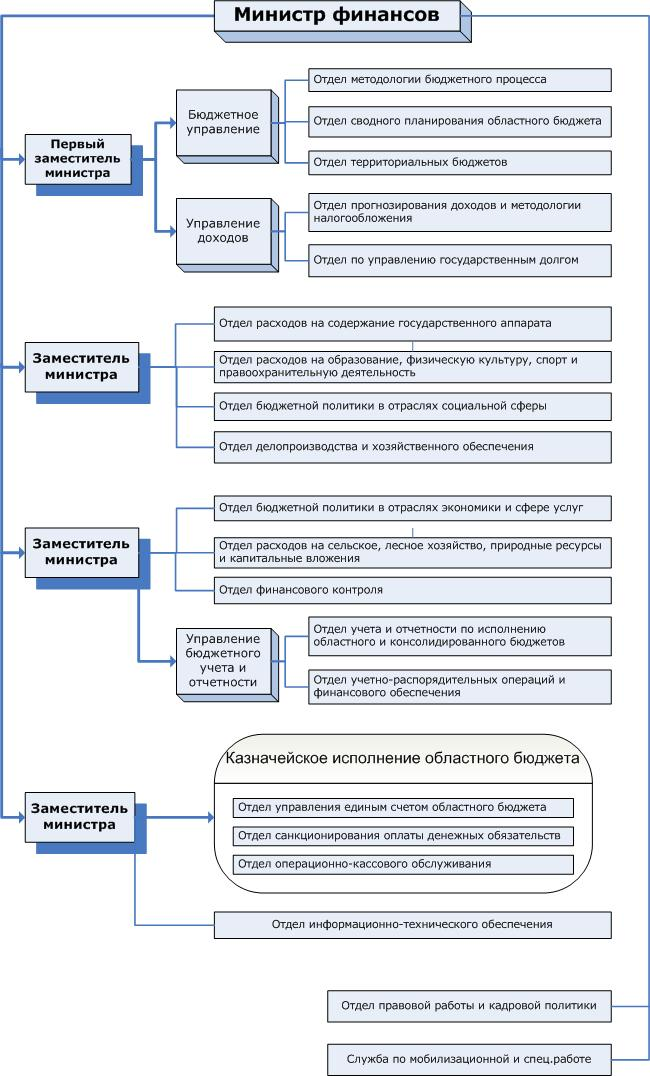 Министр финансов
Первый
заместитель
министра
Бюджетное
управление
Отдел методологии бюджетного процесса
Отдел сводного планирования областного бюджета
Отдел территориальных бюджетов
Управление
доходов
Отдел прогнозирования доходов и методологии
налогообложения
Отдел по управлению государственным долгом
Заместитель
министра
Отдел расходов на содержание государственного аппарата
Отдел расходов на образование, физическую культуру, спорт и
правоохранительную деятельность
Отдел бюджетной политики в отраслях социальной сферы
Отдел делопроизводства и хозяйственного обеспечения
Заместитель
министра
Отдел бюджетной политики в отраслях экономики и сфере услуг
Отдел расходов на сельское, лесное хозяйство, природные ресурсы
и капитальные вложения
Отдел финансового контроля
Управление
бюджетного
учета и
отчетности
Отдел учета и отчетности по исполнению
областного и консолидированного бюджетов
Отдел учетно-распорядительных операций и
финансового обеспечения
Заместитель
министра
Казначейское исполнение областного бюджета
Отдел управления единым счетом областного бюджета
Отдел санкционирования оплаты денежных обязательств
Отдел операционно-кассового обслуживания
Отдел информационно-технического обеспечения
Отдел правовой работы и кадровой политики
Служба по мобилизационной и спец.работе